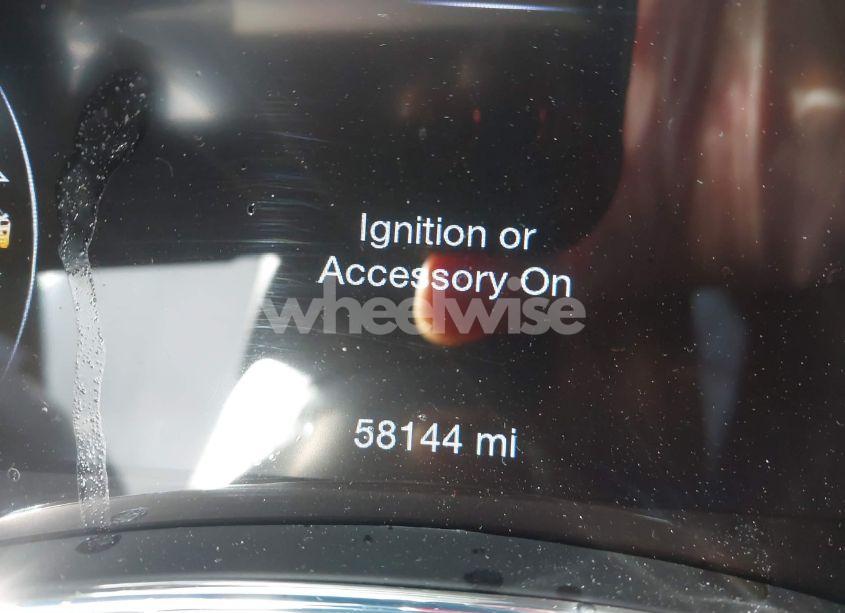 Ignition or
Accessory On
wheelwise
58144 mi